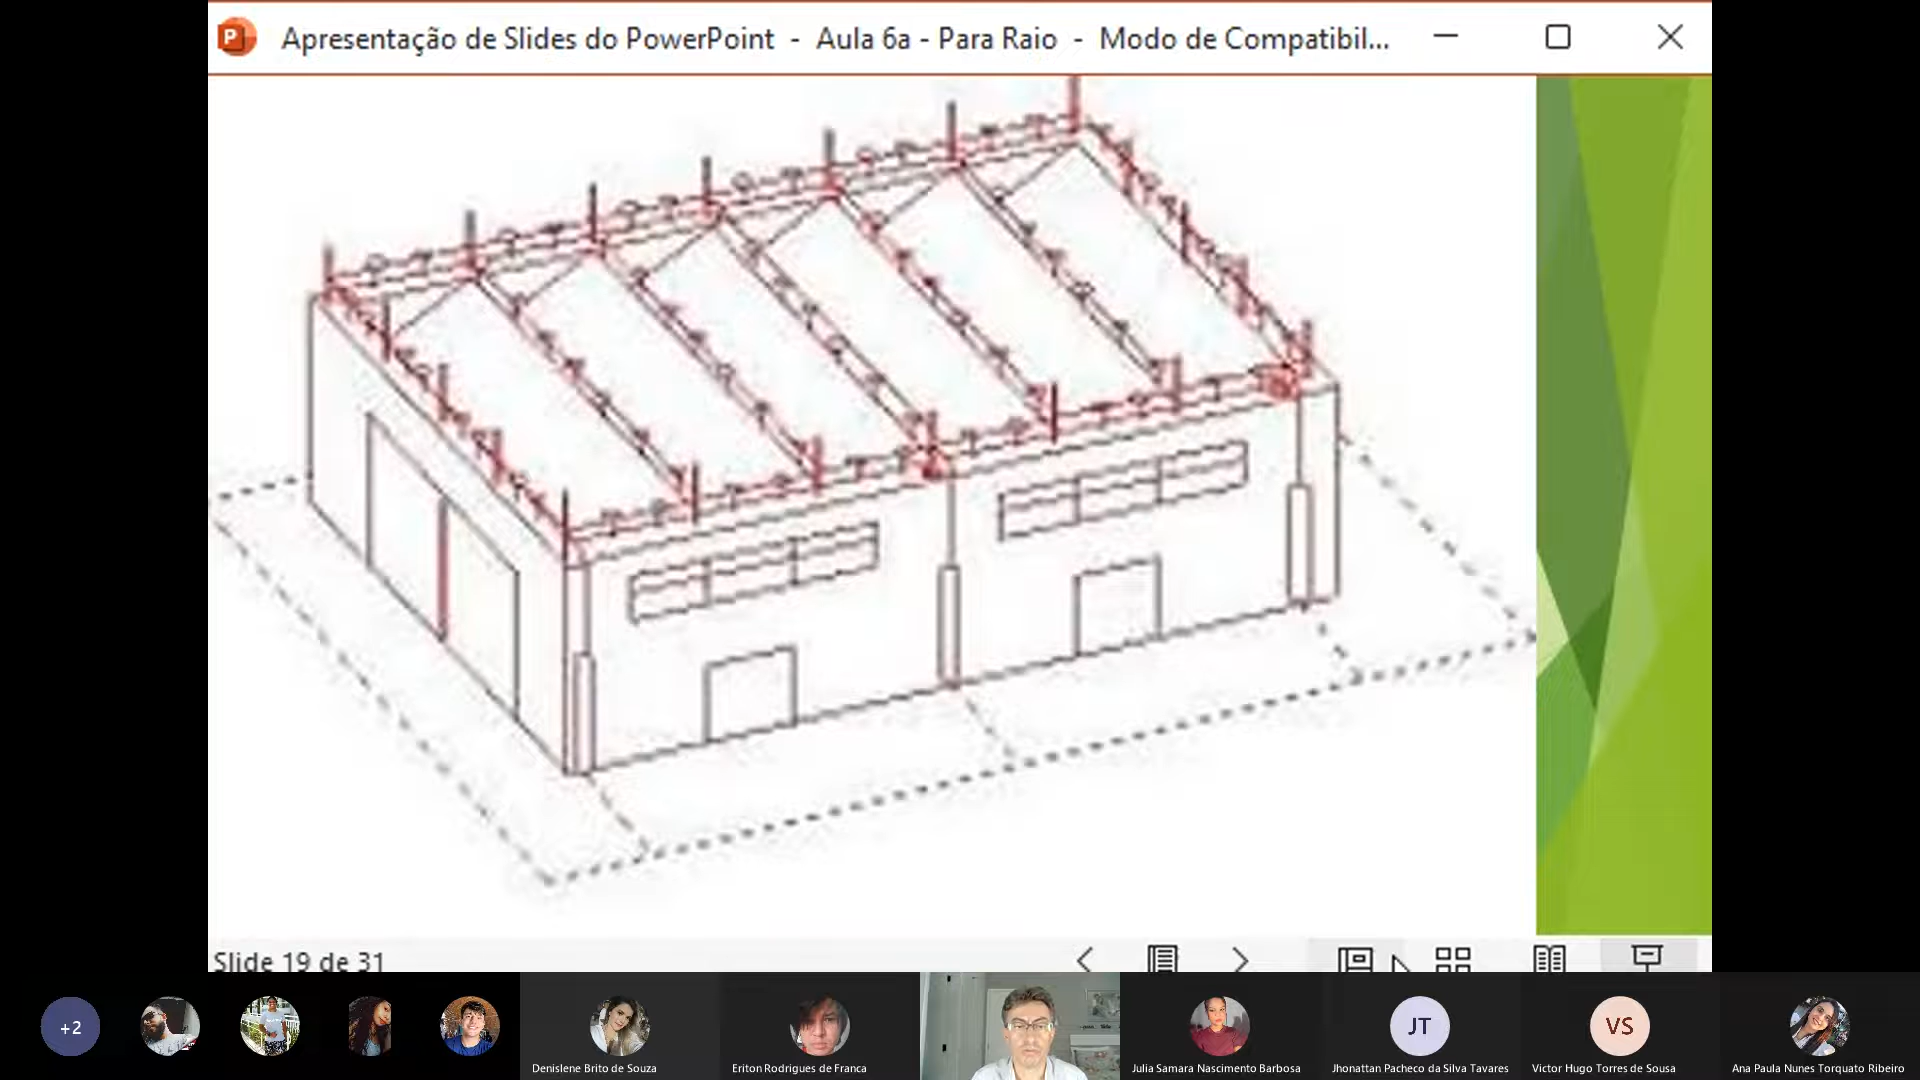 P
Apresentação de Slides do PowerPoint - Aula 6a - Para Raio - Modo de Compatibil...
Slide 19 de 31
+2
JT
VS
Denislene Brito de Souza
Eriton Rodrigues de Franca
Julia Samara Nascimento Barbosa
Jhonattan Pacheco da Silva Tavares
Victor Hugo Torres de Sousa
Ana Paula Nunes Torquato Ribeiro